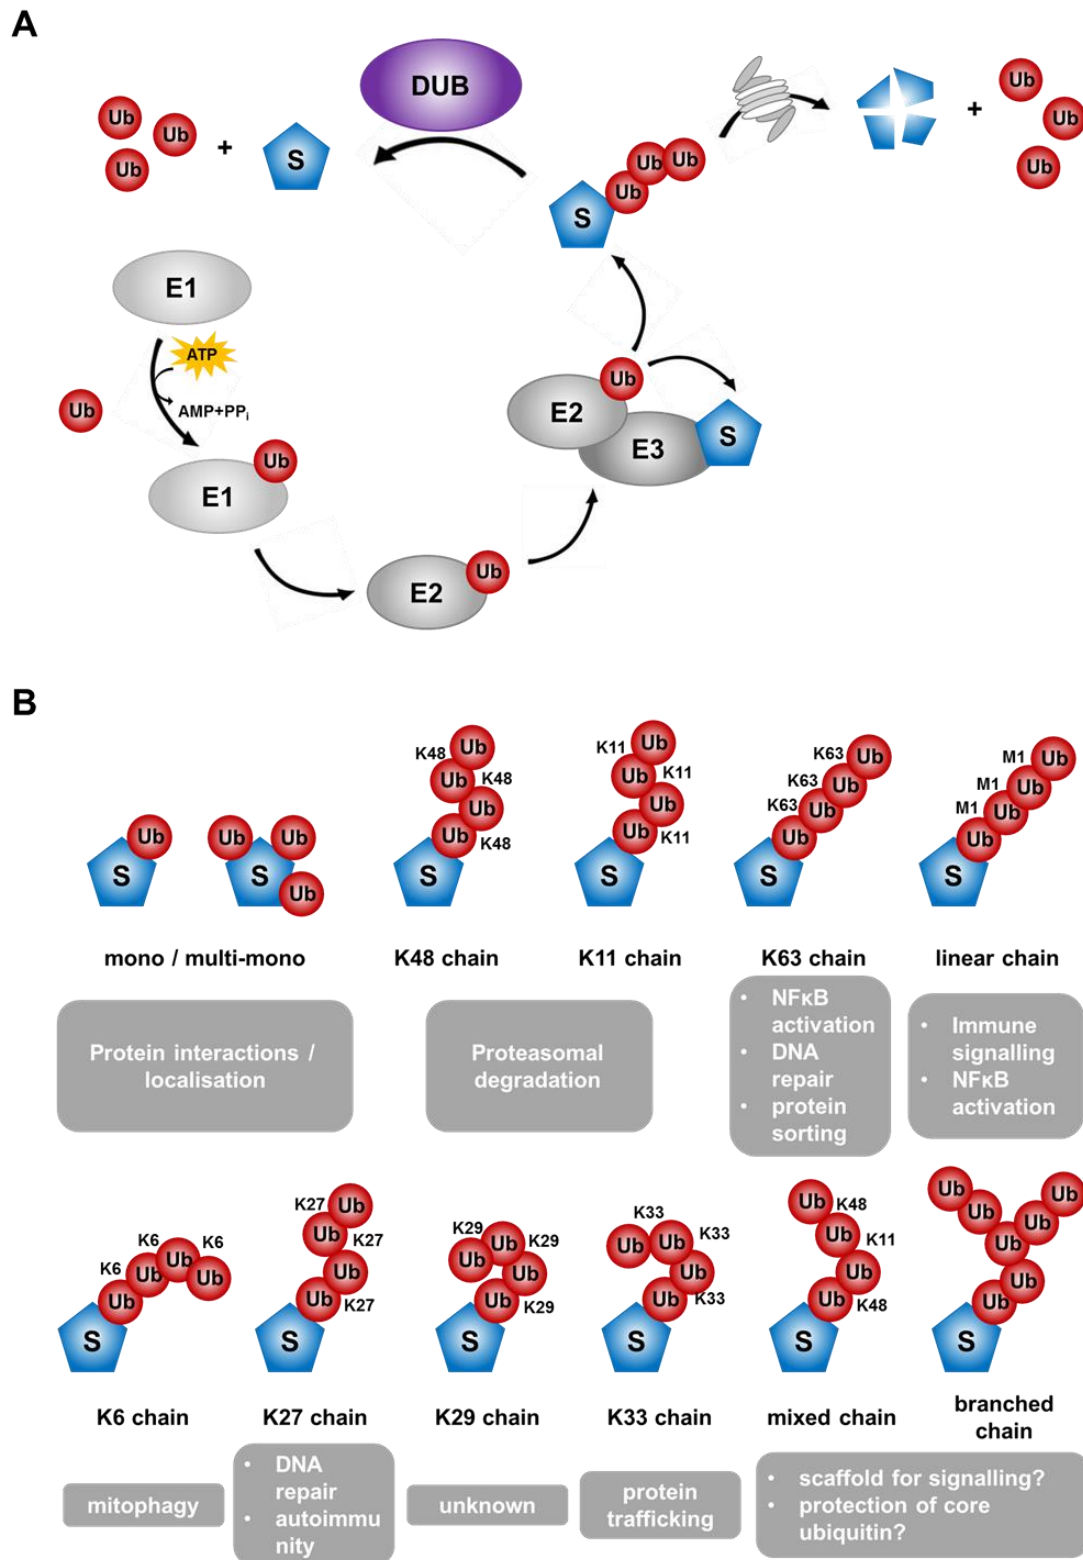 A
DUB
Ub
Ub
Ub
+
S
Ub
Ub
Ub
S
+
Ub
Ub
Ub
E1
ATP
Ub
AMP+PPi
Ub
E1
Ub
E2
Ub
E2
E3
S
B
mono / multi-mono
Ub
S
Ub
Ub
S
Ub
K48 chain
Ub
K48
Ub
K48
Ub
Ub
K48
S
K11 chain
Ub
K11
Ub
K11
Ub
Ub
K11
S
K63 chain
K63
Ub
K63
Ub
K63
Ub
Ub
S
linear chain
M1
Ub
M1
Ub
M1
Ub
Ub
S
Protein interactions /
localisation
Proteasomal
degradation
• NFκB
activation
• DNA
repair
• protein
sorting
• Immune
signalling
• NFκB
activation
K6
K6
K6
Ub
Ub
Ub
Ub
S
K6 chain
mitophagy
K27
Ub
Ub
K27
Ub
Ub
K27
S
K27 chain
• DNA
repair
• autoimmu
nity
K29
Ub
K29
Ub
Ub
Ub
K29
S
K29 chain
unknown
K33
Ub
Ub
K33
Ub
Ub
K33
S
K33 chain
protein
trafficking
Ub
K48
Ub
K11
Ub
Ub
K48
S
mixed chain
Ub
Ub
Ub
Ub
Ub
Ub
Ub
S
branched
chain
• scaffold for signalling?
• protection of core
ubiquitin?